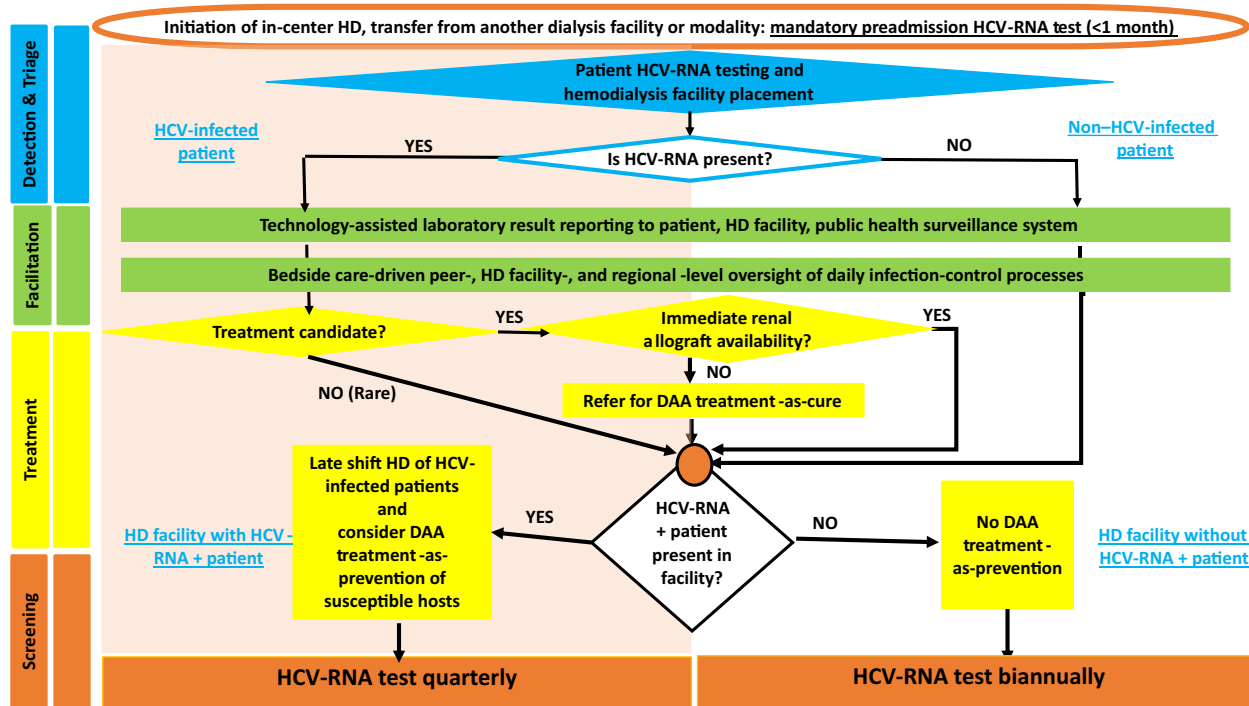 Initiation of in-center HD, transfer from another dialysis facility or modality: mandatory preadmission HCV-RNA test (<1 month)
Detection & Triage
Patient HCV-RNA testing and
hemodialysis facility placement
HCV-infected
patient
Non–HCV-infected
patient
YES
Is HCV-RNA present?
NO
Facilitation
Technology-assisted laboratory result reporting to patient, HD facility, public health surveillance system
Bedside care-driven peer-, HD facility-, and regional -level oversight of daily infection-control processes
Treatment
Treatment candidate?
YES
Immediate renal
allograft availability?
YES
NO
NO (Rare)
Refer for DAA treatment -as-cure
Late shift HD of HCV-
infected patients
and
consider DAA
treatment -as-
prevention of
susceptible hosts
HD facility with HCV -
RNA + patient
YES
HCV-RNA
+ patient
present in
facility?
NO
No DAA
treatment -
as-prevention
HD facility without
HCV-RNA + patient
Screening
HCV-RNA test quarterly
HCV-RNA test biannually